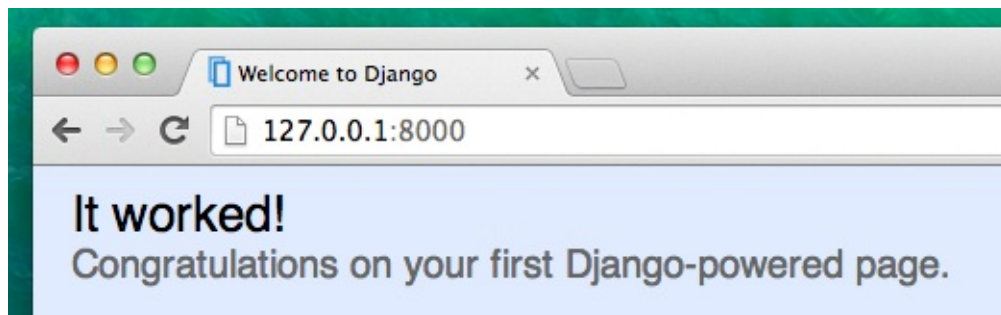 Welcome to Django
127.0.0.1:8000
It worked!
Congratulations on your first Django-powered page.